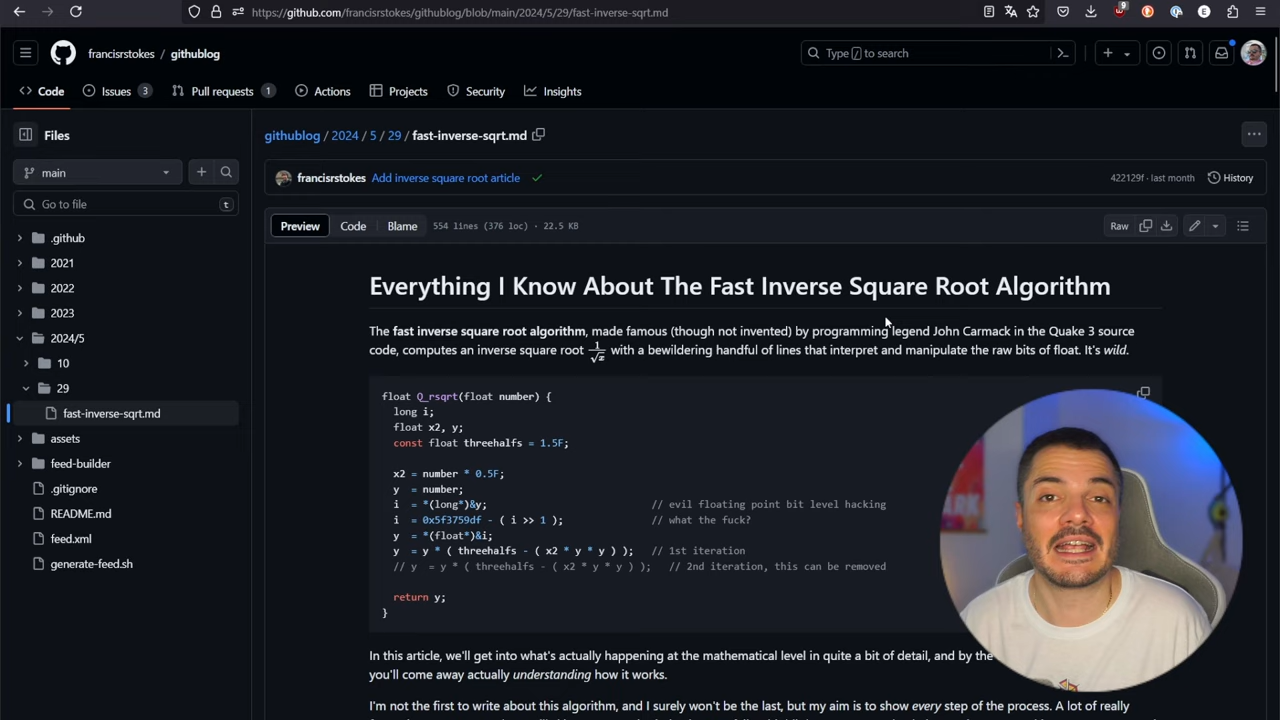 https://github.com/francisrstokes/githublog/blob/main/2024/5/29/fast-inverse-sqrt.md
9
E
francisrstokes / githublog
Type / to search
Code
Issues 3
Pull requests 1
Actions
Projects
Security
Insights
Files
githublog / 2024 / 5 / 29 / fast-inverse-sqrt.md
main
francisrstokes Add inverse square root article
422129f · last month
History
Go to file t
Preview
Code
Blame
554 lines (376 loc) · 22.5 KB
Raw
.github
2021
2022
2023
2024/5
10
29
fast-inverse-sqrt.md
assets
feed-builder
.gitignore
README.md
feed.xml
generate-feed.sh
Everything I Know About The Fast Inverse Square Root Algorithm
The fast inverse square root algorithm, made famous (though not invented) by programming legend John Carmack in the Quake 3 source
code, computes an inverse square root 1/√x with a bewildering handful of lines that interpret and manipulate the raw bits of float. It's wild.
float Q_rsqrt(float number) {
long i;
float x2, y;
const float threehalfs = 1.5F;
x2 = number * 0.5F;
y = number;
i = *(long*)&y; // evil floating point bit level hacking
i = 0x5f3759df - ( i >> 1 ); // what the fuck?
y = *(float*)&i;
y = y * ( threehalfs - ( x2 * y * y ) ); // 1st iteration
// y = y * ( threehalfs - ( x2 * y * y ) ); // 2nd iteration, this can be removed
return y;
}
In this article, we'll get into what's actually happening at the mathematical level in quite a bit of detail, and by the
you'll come away actually understanding how it works.
I'm not the first to write about this algorithm, and I surely won't be the last, but my aim is to show every step of the process. A lot of really